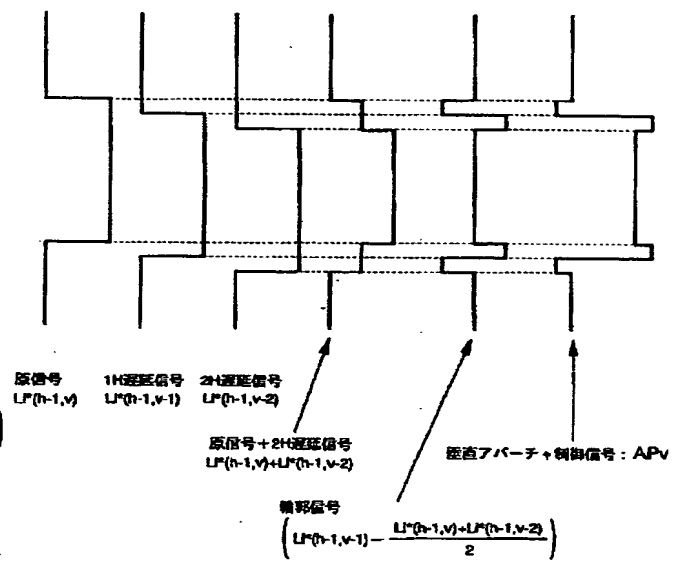 原信号 1H遅延信号 2H遅延信号
Li*(h-1,v) Li*(h-1,v-1) Li*(h-1,v-2)
原信号+2H遅延信号
Li*(h-1,v)+Li*(h-1,v-2)
垂直アパーチャ制御信号:APv
輪郭信号
(Li*(h-1,v-1)− Li*(h-1,v)+Li*(h-1,v-2)
2 )